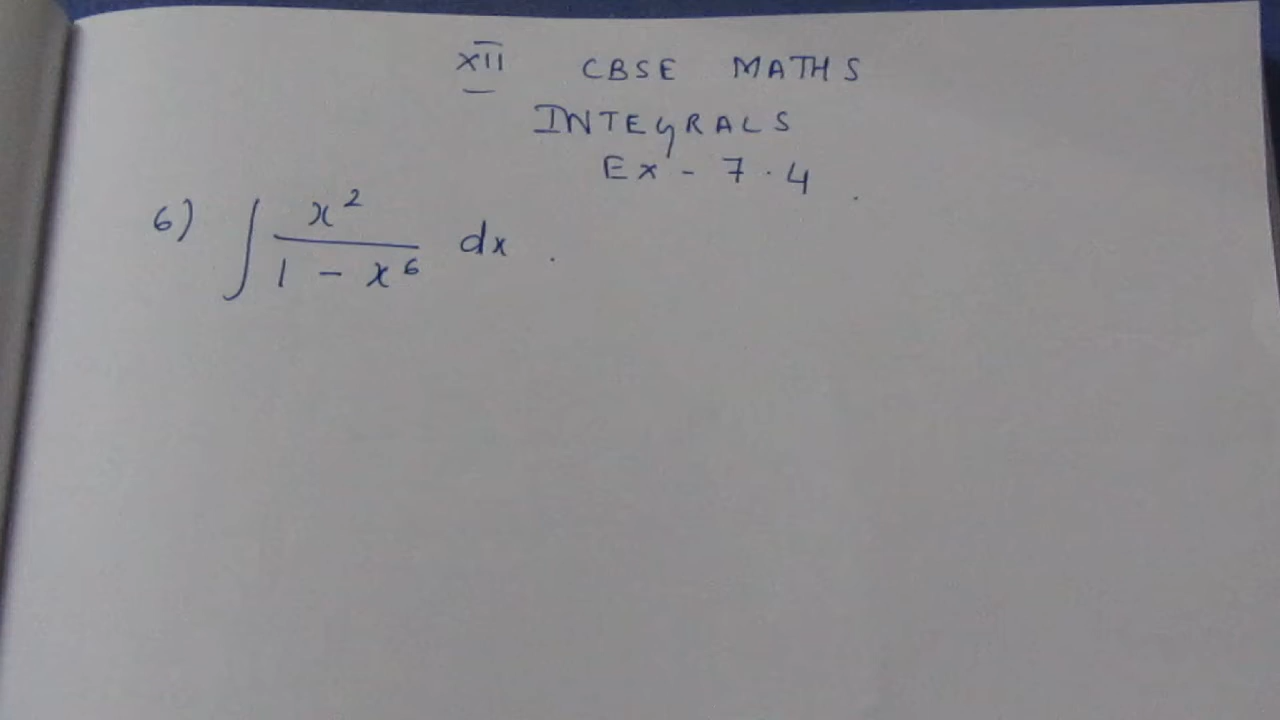 XII CBSE MATHS
INTEGRALS
Ex - 7.4.
6) ∫ x² / (1 - x⁶) dx.